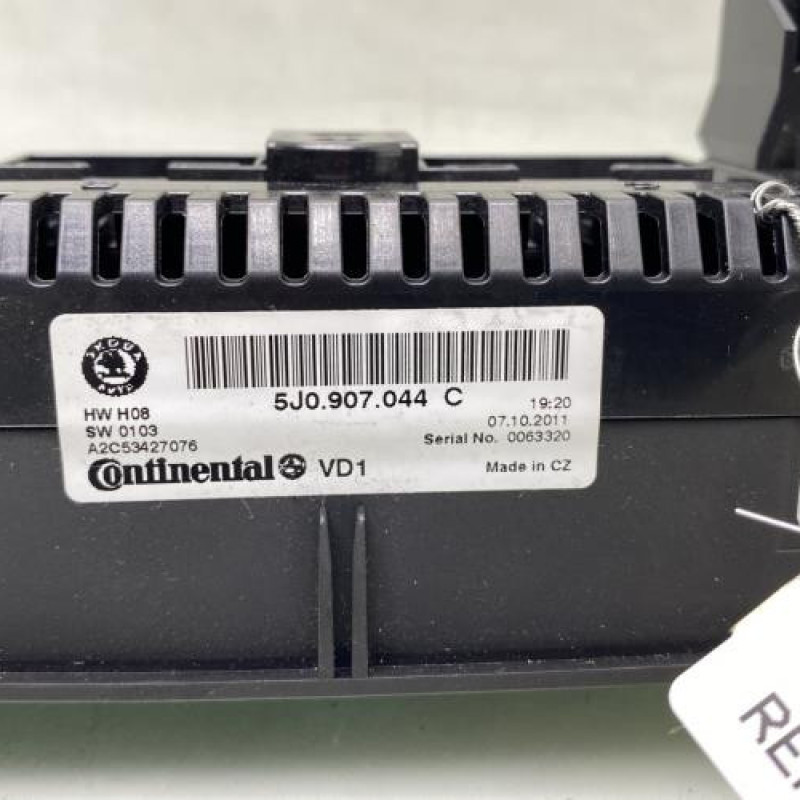 SKODA
AUTO
5J0.907.044 C
HW H08
SW 0103
A2C53427076
19:20
07.10.2011
Serial No. 0063320
Continental VD1
Made in CZ